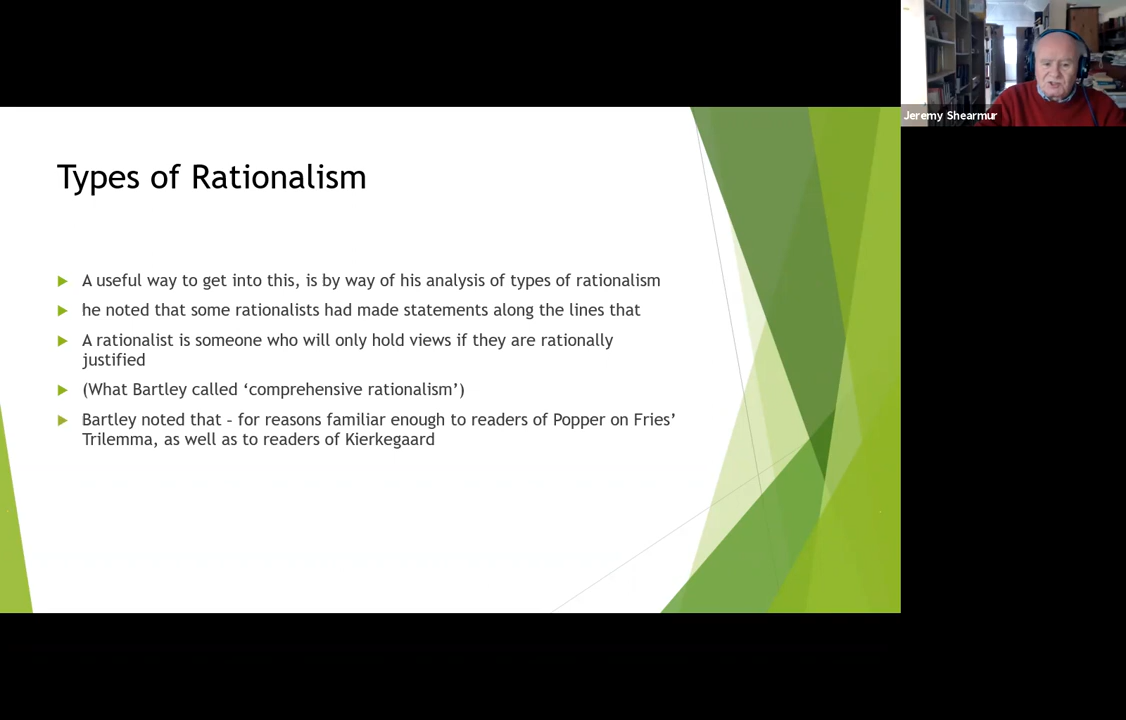 Jeremy Shearmur
Types of Rationalism
A useful way to get into this, is by way of his analysis of types of rationalism
he noted that some rationalists had made statements along the lines that
A rationalist is someone who will only hold views if they are rationally
justified
(What Bartley called ‘comprehensive rationalism’)
Bartley noted that – for reasons familiar enough to readers of Popper on Fries’
Trilemma, as well as to readers of Kierkegaard